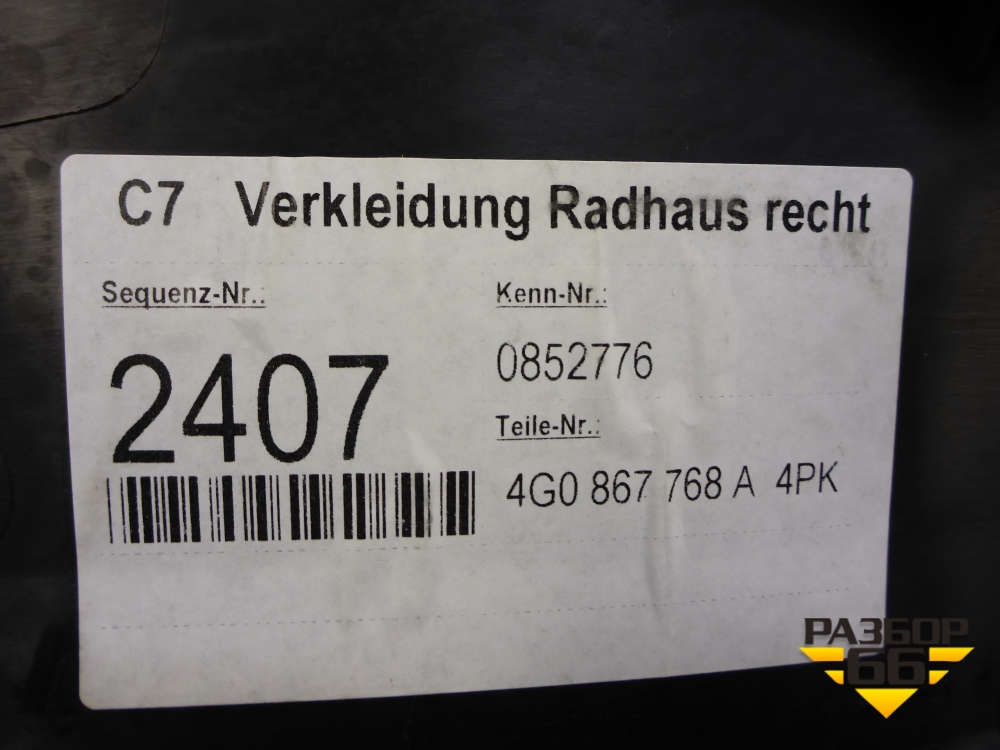 C7 Verkleidung Radhaus recht
Sequenz-Nr.:
Kenn-Nr.:
2407
0852776
Teile-Nr.:
4G0 867 768 A 4PK
РАЗБОР
66